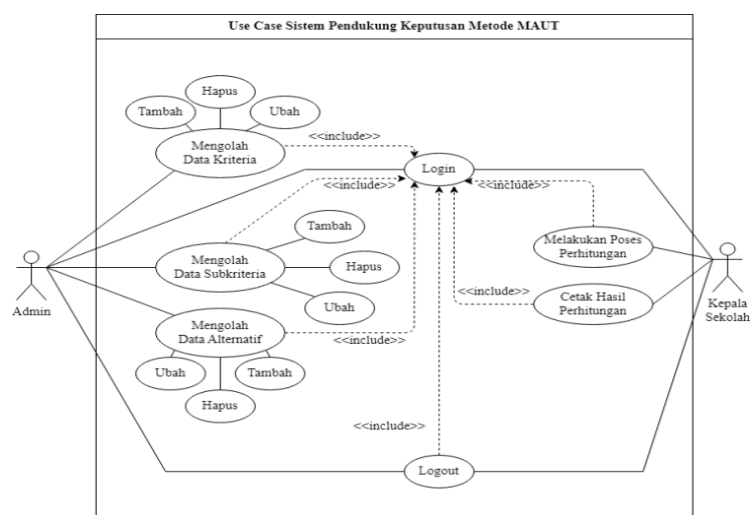 Use Case Sistem Pendukung Keputusan Metode MAUT
Hapus
Tambah
Ubah
<<include>>
Mengolah
Data Kriteria
Login
<<include>>
<<include>>
Tambah
Mengolah
Data Subkriteria
Hapus
Ubah
Melakukan Poses
Perhitungan
Admin
<<include>>
Cetak Hasil
Perhitungan
Kepala
Sekolah
Mengolah
Data Alternatif
<<include>>
Ubah
Tambah
Hapus
<<include>>
Logout